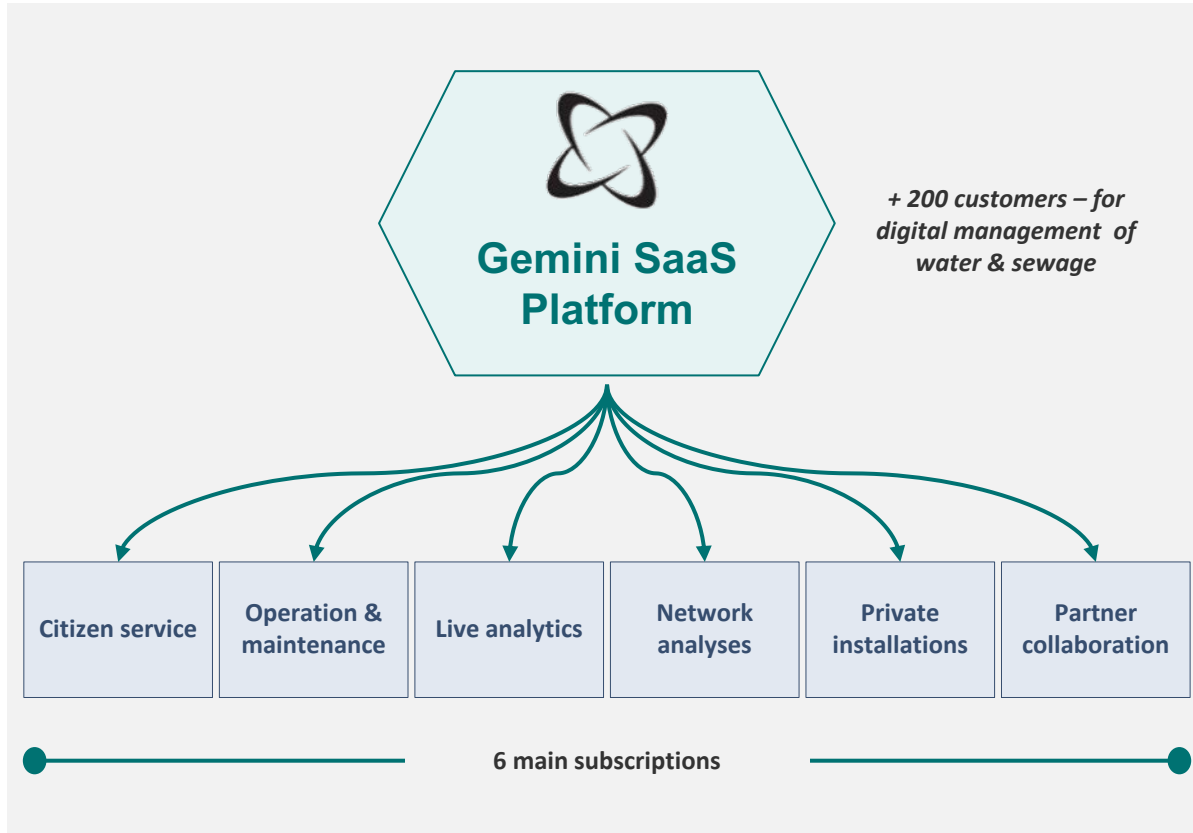 + 200 customers – for
digital management of
water & sewage
Gemini SaaS
Platform
Citizen service
Operation &
maintenance
Live analytics
Network
analyses
Private
installations
Partner
collaboration
6 main subscriptions